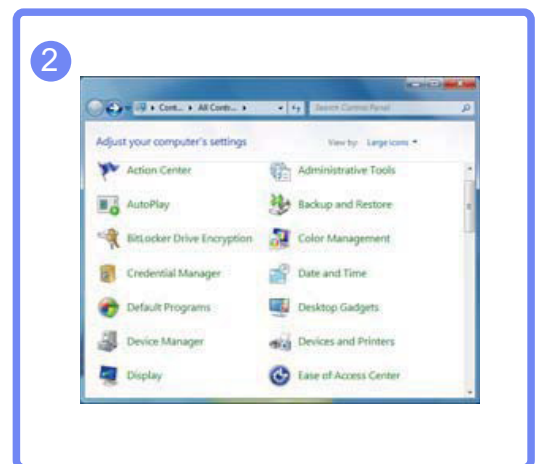 2
Cont... All Contr...
Search Control Panel
Adjust your computer's settings
View by: Large icons
Action Center
Administrative Tools
AutoPlay
Backup and Restore
BitLocker Drive Encryption
Color Management
Credential Manager
Date and Time
Default Programs
Desktop Gadgets
Device Manager
Devices and Printers
Display
Ease of Access Center